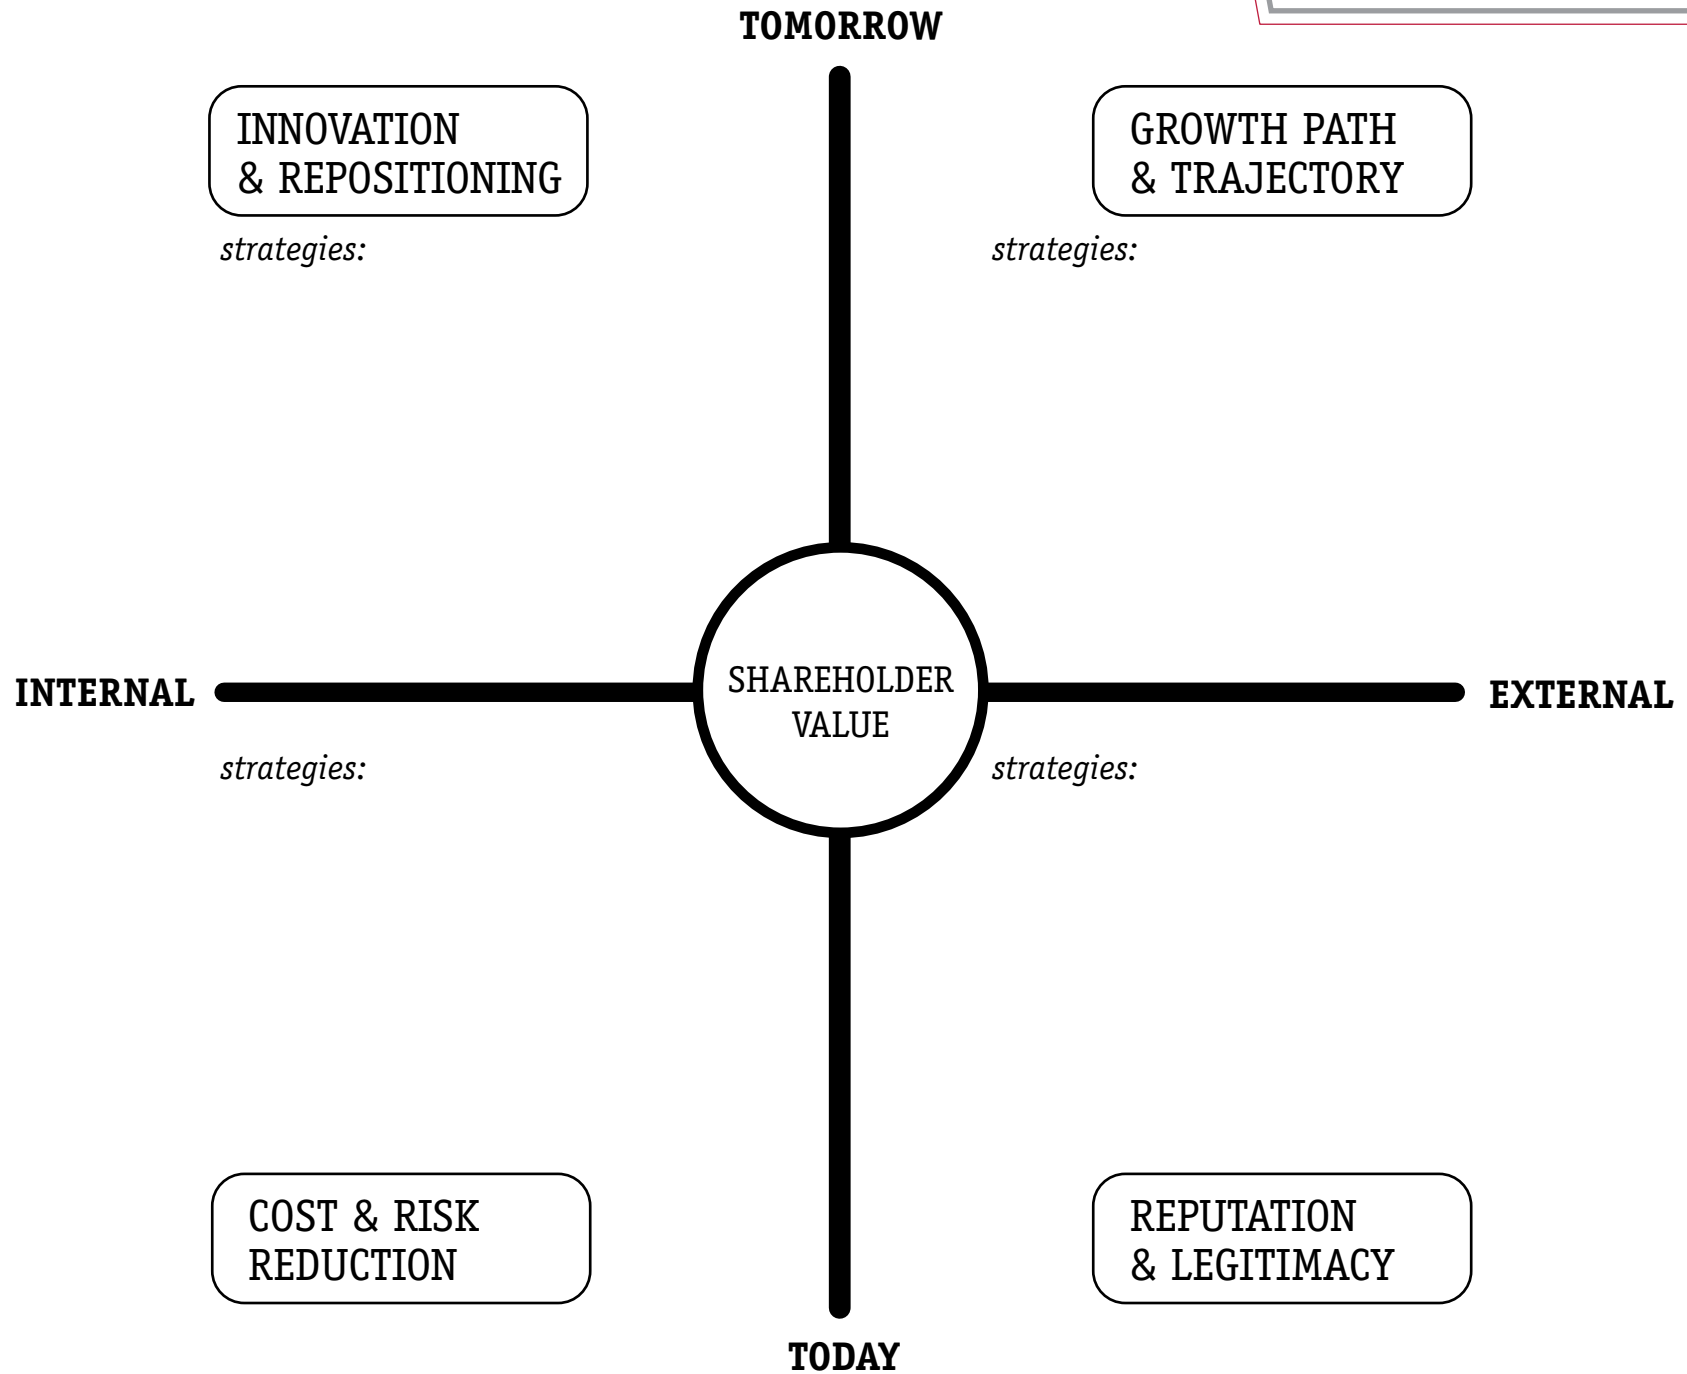 TOMORROW
INNOVATION
& REPOSITIONING
GROWTH PATH
& TRAJECTORY
strategies:
strategies:
INTERNAL
SHAREHOLDER
VALUE
EXTERNAL
strategies:
strategies:
COST & RISK
REDUCTION
REPUTATION
& LEGITIMACY
TODAY